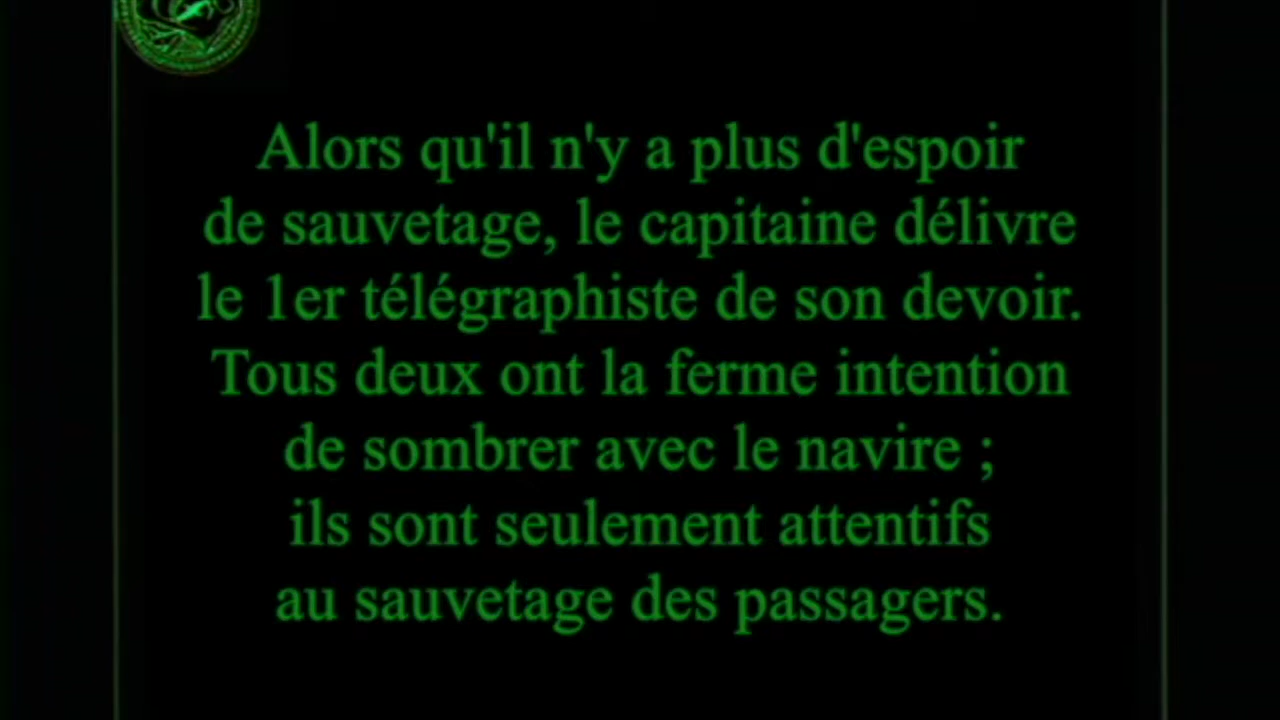 Alors qu'il n'y a plus d'espoir
de sauvetage, le capitaine délivre
le 1er télégraphiste de son devoir.
Tous deux ont la ferme intention
de sombrer avec le navire ;
ils sont seulement attentifs
au sauvetage des passagers.